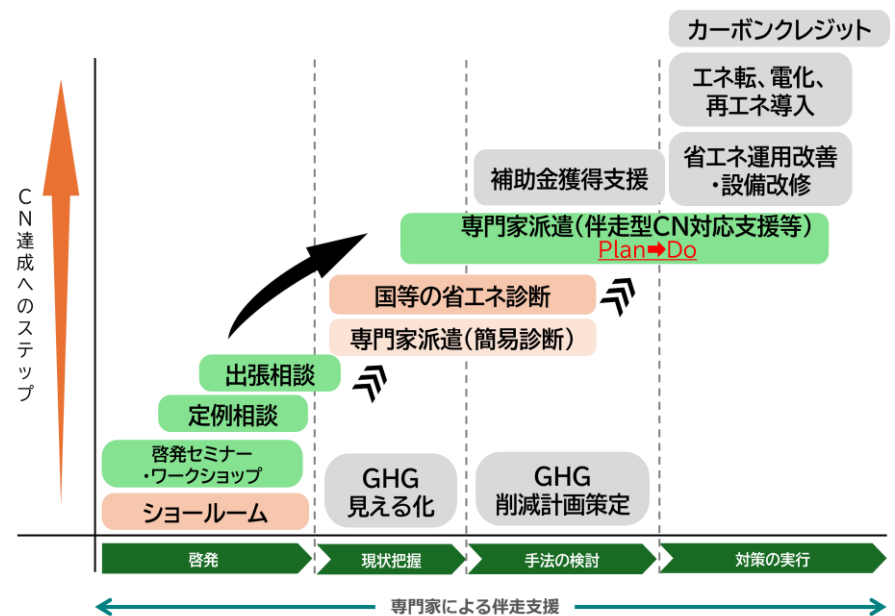 カーボンクレジット
エネ転、電化、
再エネ導入
省エネ運用改善
・設備改修
補助金獲得支援
専門家派遣(伴走型CN対応支援等)
Plan➡Do
国等の省エネ診断
専門家派遣(簡易診断)
出張相談
定例相談
啓発セミナー
・ワークショップ
ショールーム
GHG
見える化
GHG
削減計画策定
CN達成へのステップ
啓発
現状把握
手法の検討
対策の実行
専門家による伴走支援